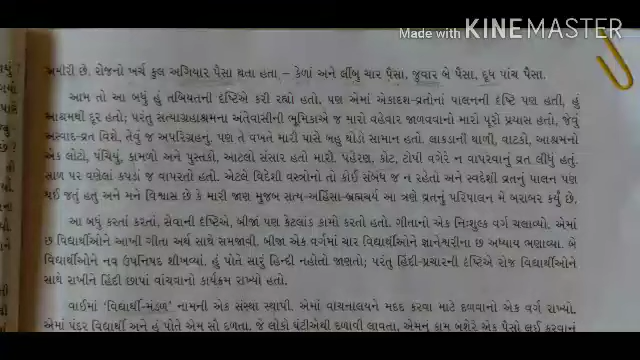 Made with KINEMASTER
અમીરી છે. રોજનો ખર્ચ કુલ અગિયાર પૈસા થતા હતા – કેળાં અને લીંબુ ચાર પૈસા, જુવાર બે પૈસા, દૂધ પાંચ પૈસા.
આમ તો આ બધું હું તબિયતની દૃષ્ટિએ કરી રહ્યો હતો. પણ એમાં એકાદશ-વ્રતોનાં પાલનની દૃષ્ટિ પણ હતી, હું
આશ્રમથી દૂર હતો; પરંતુ સત્યાગ્રહાશ્રમના અંતેવાસીની ભૂમિકાએ જ મારો વહેવાર જાળવવાનો મારો પૂરો પ્રયાસ હતો, જેવું
અસ્વાદ-વ્રત વિશે, તેવું જ અપરિગ્રહનું. પણ તે વખતે મારી પાસે બહુ થોડો સામાન હતો. લાકડાની થાળી, વાટકો, આશ્રમનો
એક લોટો, પંચિયું, કામળો અને પુસ્તકો, આટલો સંસાર હતો મારો. પહેરણ, કોટ, ટોપી વગેરે ન વાપરવાનું વ્રત લીધું હતું.
સાળ પર વણેલાં કપડાં જ વાપરતો હતો. એટલે વિદેશી વસ્ત્રોનો તો કોઈ સંબંધ જ ન રહેતો અને સ્વદેશી વ્રતનું પાલન પણ
થઈ જતું હતું અને મને વિશ્વાસ છે કે મારી જાણ મુજબ સત્ય-અહિંસા-બ્રહ્મચર્ય આ ત્રણે વ્રતનું પરિપાલન મેં બરાબર કર્યું છે.
આ બધું કરતાં કરતાં, સેવાની દૃષ્ટિએ, બીજાં પણ કેટલાંક કામો કરતો હતો. ગીતાનો એક નિઃશુલ્ક વર્ગ ચલાવ્યો. એમાં
છ વિદ્યાર્થીઓને આખી ગીતા અર્થ સાથે સમજાવી. બીજા એક વર્ગમાં ચાર વિદ્યાર્થીઓને જ્ઞાનેશ્વરીના છ અધ્યાય ભણાવ્યા. બે
વિદ્યાર્થીઓને નવ ઉપનિષદ શીખવ્યાં. હું પોતે સારું હિન્દી નહોતો જાણતો; પરંતુ હિંદી-પ્રચારની દૃષ્ટિએ રોજ વિદ્યાર્થીઓને
સાથે રાખીને હિંદી છાપાં વાંચવાનો કાર્યક્રમ રાખ્યો હતો.
વાઈમાં ‘વિદ્યાર્થી-મંડળ’ નામની એક સંસ્થા સ્થાપી. એમાં વાચનાલયને મદદ કરવા માટે દળવાનો એક વર્ગ રાખ્યો.
એમાં પંદર વિદ્યાર્થી અને હું પોતે એમ સૌ દળતા. જે લોકો ઘંટીએથી દળાવી લાવતા, એમનું કામ બશેરે એક પૈસો લઈ કરવાનું